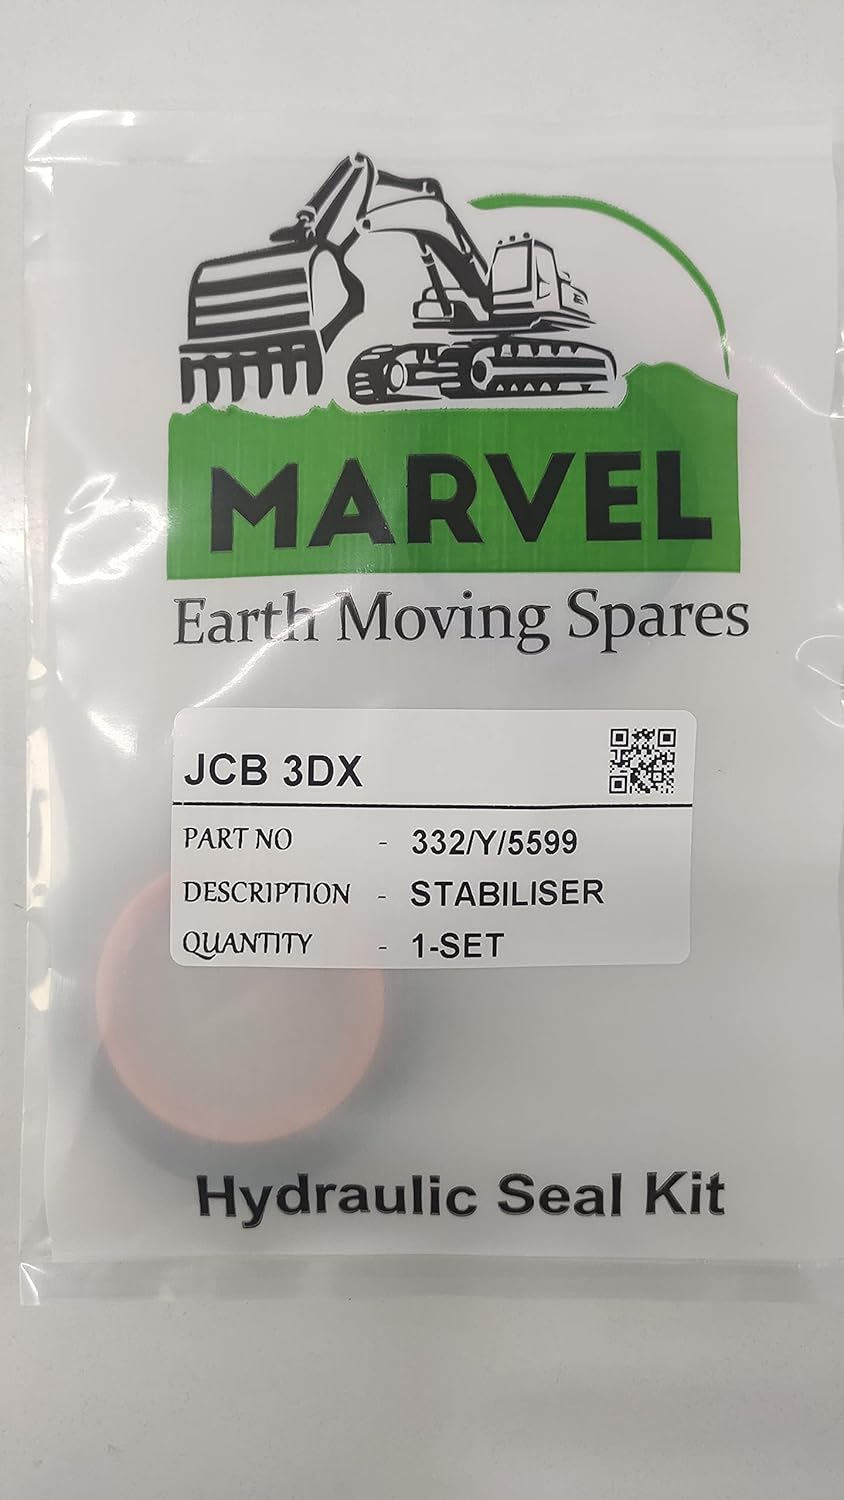 MARVEL
Earth Moving Spares
JCB 3DX
PART NO - 332/Y/5599
DESCRIPTION - STABILISER
QUANTITY - 1-SET
Hydraulic Seal Kit